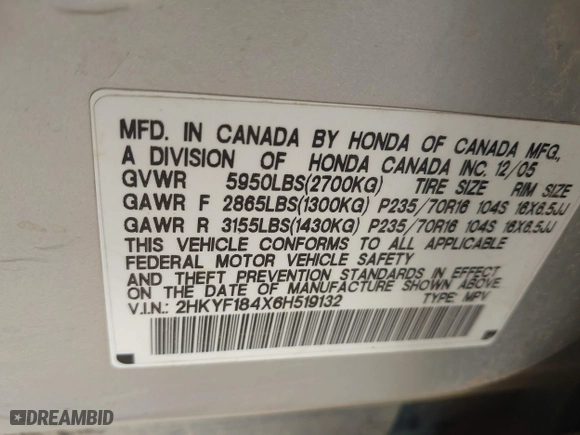 MFD. IN CANADA BY HONDA OF CANADA MFG.,
A DIVISION OF HONDA CANADA INC. 12/05
GVWR 5950LBS(2700KG) TIRE SIZE RIM SIZE
GAWR F 2865LBS(1300KG) P235/70R16 104S 16X6.5JJ
GAWR R 3155LBS(1430KG) P235/70R16 104S 16X6.5JJ
THIS VEHICLE CONFORMS TO ALL APPLICABLE
FEDERAL MOTOR VEHICLE SAFETY
AND THEFT PREVENTION STANDARDS IN EFFECT
ON THE DATE OF MANUFACTURE SHOWN ABOVE.
V.I.N.: 2HKYF184X6H519132 TYPE MPV
DREAMBID